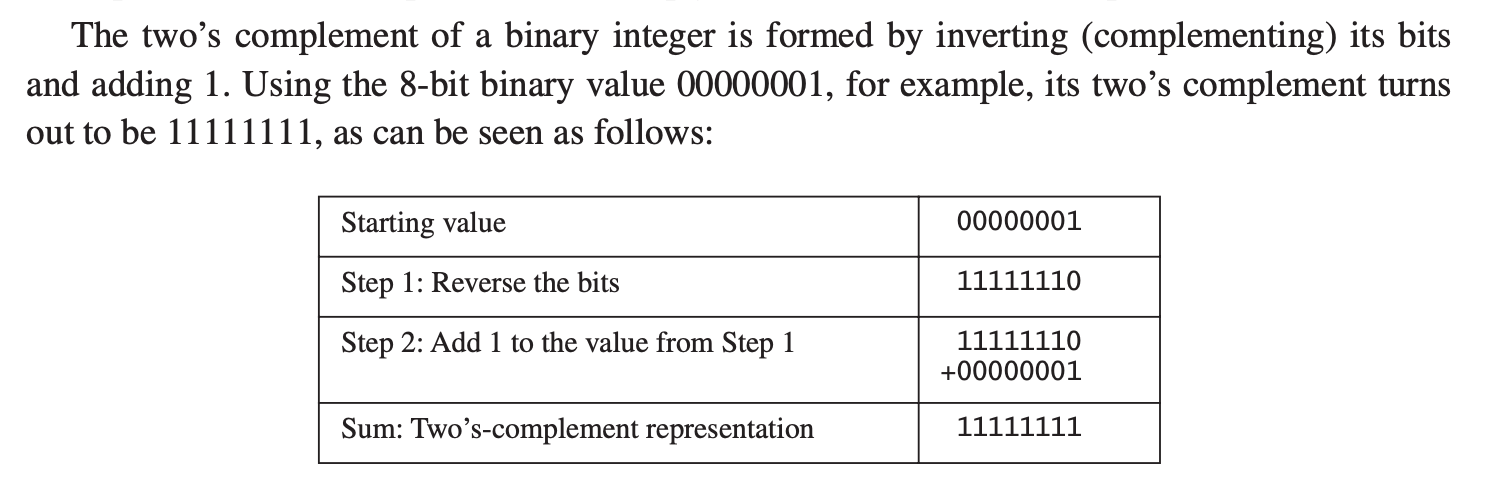 The two’s complement of a binary integer is formed by inverting (complementing) its bits
and adding 1. Using the 8-bit binary value 00000001, for example, its two’s complement turns
out to be 11111111, as can be seen as follows:
Starting value 00000001
Step 1: Reverse the bits 11111110
Step 2: Add 1 to the value from Step 1 11111110
+00000001
Sum: Two’s-complement representation 11111111